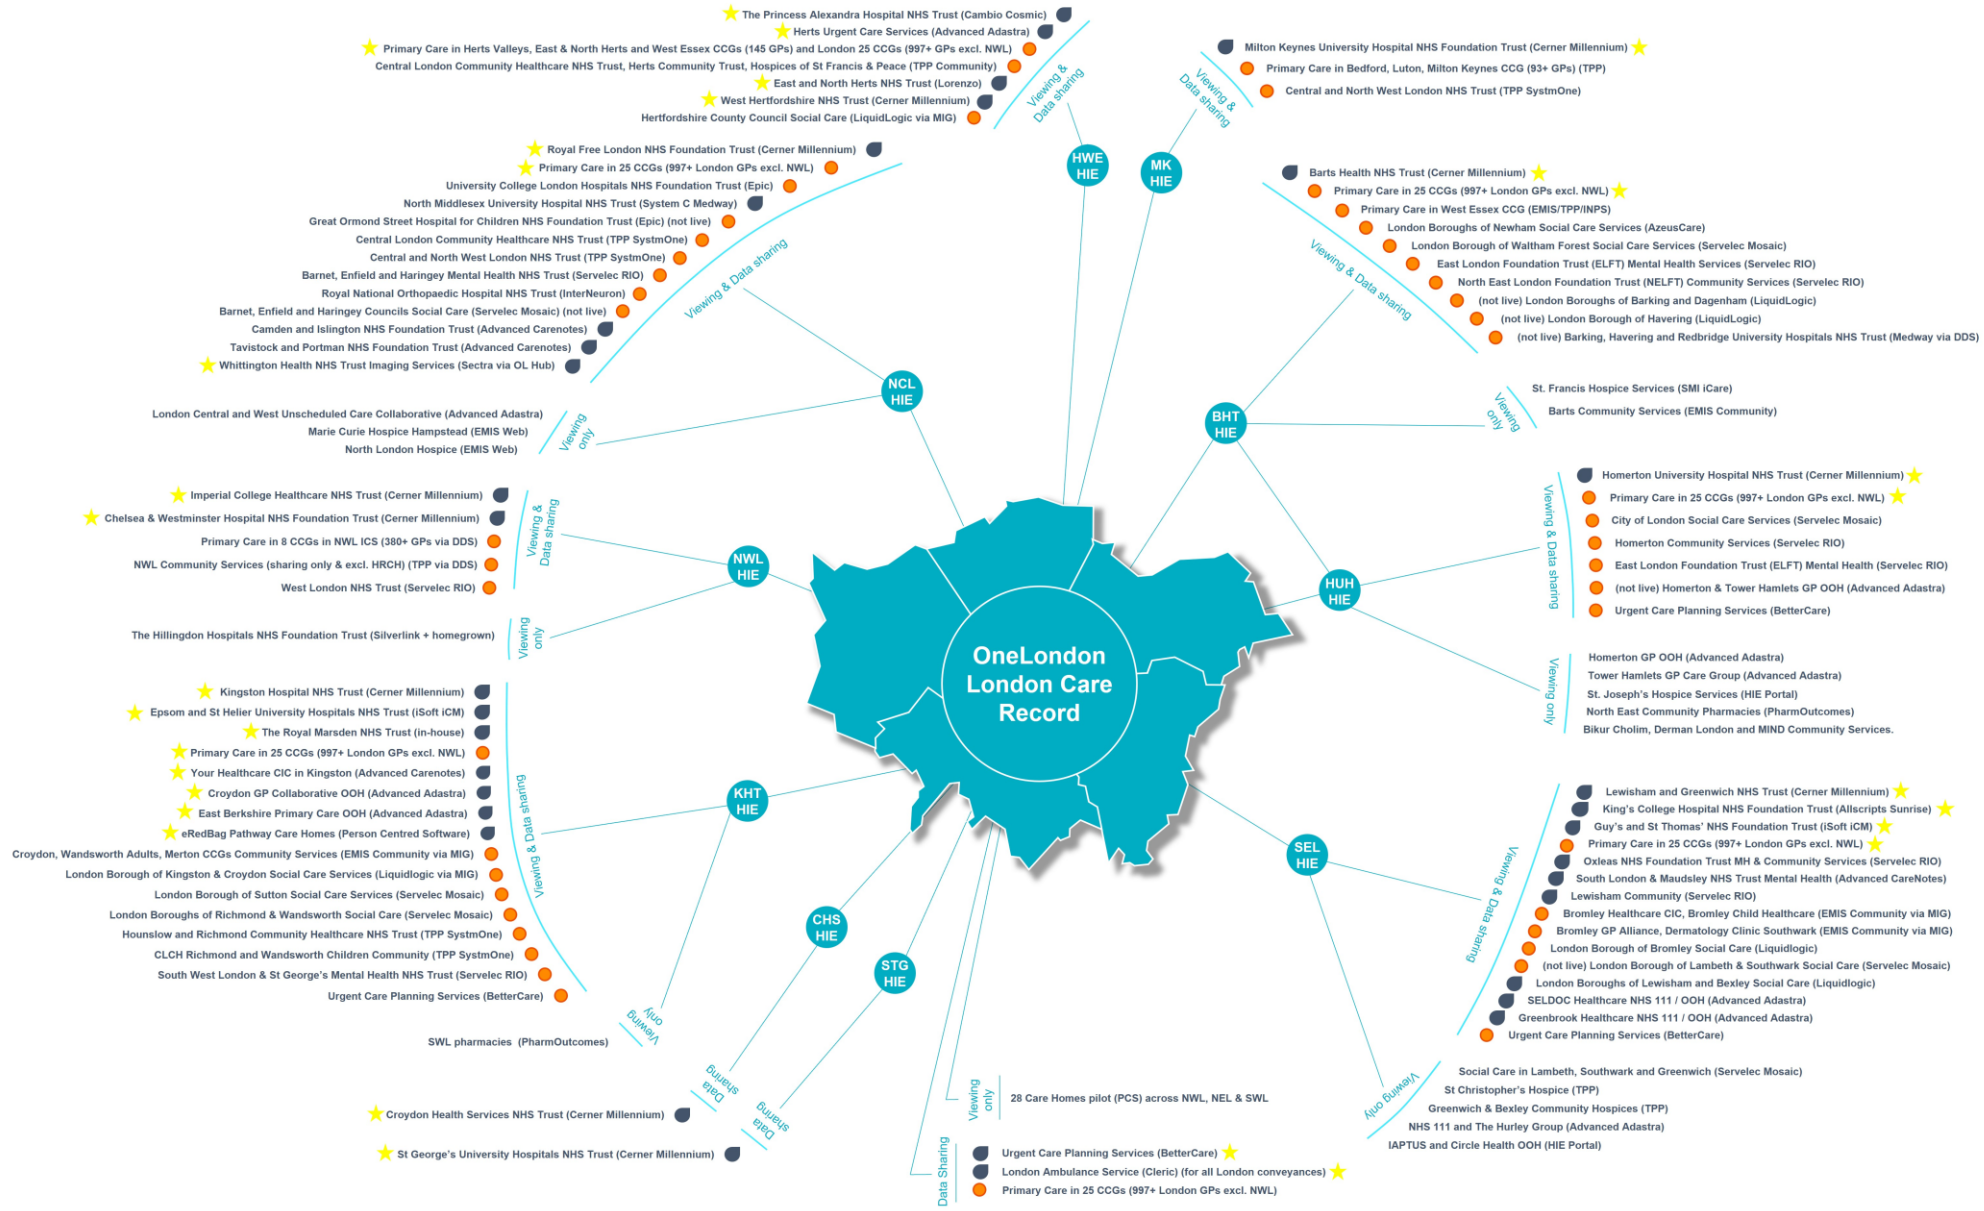 The Princess Alexandra Hospital NHS Trust (Cambio Cosmic)
Herts Urgent Care Services (Advanced Adastra)
Primary Care in Herts Valleys, East & North Herts and West Essex CCGs (145 GPs) and London 25 CCGs (997+ GPs excl. NWL)
Central London Community Healthcare NHS Trust, Herts Community Trust, Hospices of St Francis & Peace (TPP Community)
East and North Herts NHS Trust (Lorenzo)
West Hertfordshire NHS Trust (Cerner Millennium)
Hertfordshire County Council Social Care (LiquidLogic via MIG)
Viewing &
Data sharing
HWE
HIE
Milton Keynes University Hospital NHS Foundation Trust (Cerner Millennium)
Primary Care in Bedford, Luton, Milton Keynes CCG (93+ GPs) (TPP)
Central and North West London NHS Trust (TPP SystmOne)
Viewing &
Data sharing
MK
HIE
Royal Free London NHS Foundation Trust (Cerner Millennium)
Primary Care in 25 CCGs (997+ London GPs excl. NWL)
University College London Hospitals NHS Foundation Trust (Epic)
North Middlesex University Hospital NHS Trust (System C Medway)
Great Ormond Street Hospital for Children NHS Foundation Trust (Epic) (not live)
Central London Community Healthcare NHS Trust (TPP SystmOne)
Central and North West London NHS Trust (TPP SystmOne)
Barnet, Enfield and Haringey Mental Health NHS Trust (Servelec RIO)
Royal National Orthopaedic Hospital NHS Trust (InterNeuron)
Barnet, Enfield and Haringey Councils Social Care (Servelec Mosaic) (not live)
Camden and Islington NHS Foundation Trust (Advanced Carenotes)
Tavistock and Portman NHS Foundation Trust (Advanced Carenotes)
Whittington Health NHS Trust Imaging Services (Sectra via OL Hub)
Viewing & Data sharing
NCL
HIE
London Central and West Unscheduled Care Collaborative (Advanced Adastra)
Marie Curie Hospice Hampstead (EMIS Web)
North London Hospice (EMIS Web)
Viewing
only
Barts Health NHS Trust (Cerner Millennium)
Primary Care in 25 CCGs (997+ London GPs excl. NWL)
Primary Care in West Essex CCG (EMIS/TPP/INPS)
London Boroughs of Newham Social Care Services (AzeusCare)
London Borough of Waltham Forest Social Care Services (Servelec Mosaic)
East London Foundation Trust (ELFT) Mental Health Services (Servelec RIO)
North East London Foundation Trust (NELFT) Community Services (Servelec RIO)
(not live) London Boroughs of Barking and Dagenham (LiquidLogic)
(not live) London Borough of Havering (LiquidLogic)
(not live) Barking, Havering and Redbridge University Hospitals NHS Trust (Medway via DDS)
Viewing & Data sharing
BHT
HIE
St. Francis Hospice Services (SMI iCare)
Barts Community Services (EMIS Community)
Viewing
only
Imperial College Healthcare NHS Trust (Cerner Millennium)
Chelsea & Westminster Hospital NHS Foundation Trust (Cerner Millennium)
Primary Care in 8 CCGs in NWL ICS (380+ GPs via DDS)
NWL Community Services (sharing only & excl. HRCH) (TPP via DDS)
West London NHS Trust (Servelec RIO)
Viewing &
Data sharing
NWL
HIE
The Hillingdon Hospitals NHS Foundation Trust (Silverlink + homegrown)
Viewing
only
Homerton University Hospital NHS Trust (Cerner Millennium)
Primary Care in 25 CCGs (997+ London GPs excl. NWL)
City of London Social Care Services (Servelec Mosaic)
Homerton Community Services (Servelec RIO)
East London Foundation Trust (ELFT) Mental Health (Servelec RIO)
(not live) Homerton & Tower Hamlets GP OOH (Advanced Adastra)
Urgent Care Planning Services (BetterCare)
Viewing & Data sharing
HUH
HIE
Homerton GP OOH (Advanced Adastra)
Tower Hamlets GP Care Group (Advanced Adastra)
St. Joseph's Hospice Services (HIE Portal)
North East Community Pharmacies (PharmOutcomes)
Bikur Cholim, Derman London and MIND Community Services.
Viewing only
OneLondon
London Care
Record
Kingston Hospital NHS Trust (Cerner Millennium)
Epsom and St Helier University Hospitals NHS Trust (iSoft iCM)
The Royal Marsden NHS Trust (in-house)
Primary Care in 25 CCGs (997+ London GPs excl. NWL)
Your Healthcare CIC in Kingston (Advanced Carenotes)
Croydon GP Collaborative OOH (Advanced Adastra)
East Berkshire Primary Care OOH (Advanced Adastra)
eRedBag Pathway Care Homes (Person Centred Software)
Croydon, Wandsworth Adults, Merton CCGs Community Services (EMIS Community via MIG)
London Borough of Kingston & Croydon Social Care Services (Liquidlogic via MIG)
London Borough of Sutton Social Care Services (Servelec Mosaic)
London Boroughs of Richmond & Wandsworth Social Care (Servelec Mosaic)
Hounslow and Richmond Community Healthcare NHS Trust (TPP SystmOne)
CLCH Richmond and Wandsworth Children Community (TPP SystmOne)
South West London & St George's Mental Health NHS Trust (Servelec RIO)
Urgent Care Planning Services (BetterCare)
Viewing & Data sharing
KHT
HIE
SWL pharmacies (PharmOutcomes)
Viewing
only
CHS
HIE
Data
sharing
Croydon Health Services NHS Trust (Cerner Millennium)
STG
HIE
Data
sharing
St George's University Hospitals NHS Trust (Cerner Millennium)
Viewing
only
28 Care Homes pilot (PCS) across NWL, NEL & SWL
Data Sharing
Urgent Care Planning Services (BetterCare)
London Ambulance Service (Cleric) (for all London conveyances)
Primary Care in 25 CCGs (997+ London GPs excl. NWL)
SEL
HIE
Viewing & Data sharing
Lewisham and Greenwich NHS Trust (Cerner Millennium)
King's College Hospital NHS Foundation Trust (Allscripts Sunrise)
Guy's and St Thomas' NHS Foundation Trust (iSoft iCM)
Primary Care in 25 CCGs (997+ London GPs excl. NWL)
Oxleas NHS Foundation Trust MH & Community Services (Servelec RIO)
South London & Maudsley NHS Trust Mental Health (Advanced CareNotes)
Lewisham Community (Servelec RIO)
Bromley Healthcare CIC, Bromley Child Healthcare (EMIS Community via MIG)
Bromley GP Alliance, Dermatology Clinic Southwark (EMIS Community via MIG)
London Borough of Bromley Social Care (Liquidlogic)
(not live) London Borough of Lambeth & Southwark Social Care (Servelec Mosaic)
London Boroughs of Lewisham and Bexley Social Care (Liquidlogic)
SELDOC Healthcare NHS 111 / OOH (Advanced Adastra)
Greenbrook Healthcare NHS 111 / OOH (Advanced Adastra)
Urgent Care Planning Services (BetterCare)
Viewing only
Social Care in Lambeth, Southwark and Greenwich (Servelec Mosaic)
St Christopher's Hospice (TPP)
Greenwich & Bexley Community Hospices (TPP)
NHS 111 and The Hurley Group (Advanced Adastra)
IAPTUS and Circle Health OOH (HIE Portal)